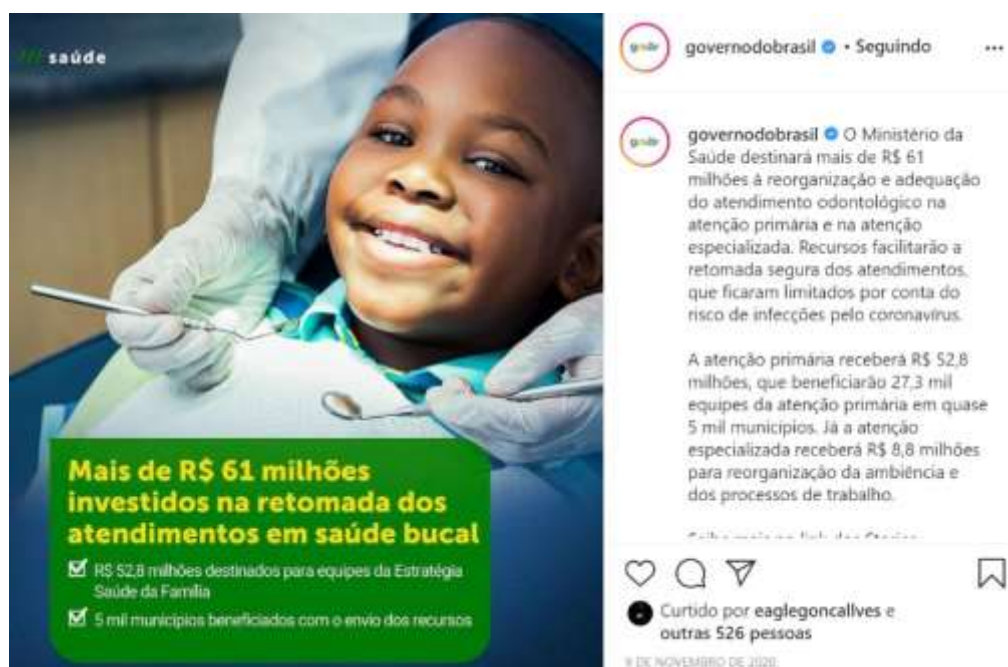 /// saúde
Mais de R$ 61 milhões
investidos na retomada dos
atendimentos em saúde bucal
R$ 52,8 milhões destinados para equipes da Estratégia
Saúde da Família
5 mil municípios beneficiados com o envio dos recursos
govbr
governodobrasil • Seguindo
govbr
governodobrasil O Ministério da
Saúde destinará mais de R$ 61
milhões à reorganização e adequação
do atendimento odontológico na
atenção primária e na atenção
especializada. Recursos facilitarão a
retomada segura dos atendimentos,
que ficaram limitados por conta do
risco de infecções pelo coronavírus.
A atenção primária receberá R$ 52,8
milhões, que beneficiarão 27,3 mil
equipes da atenção primária em quase
5 mil municípios. Já a atenção
especializada receberá R$ 8,8 milhões
para reorganização da ambiência e
dos processos de trabalho.
Curtido por eaglegoncallves e
outras 526 pessoas
9 DE NOVEMBRO DE 2020